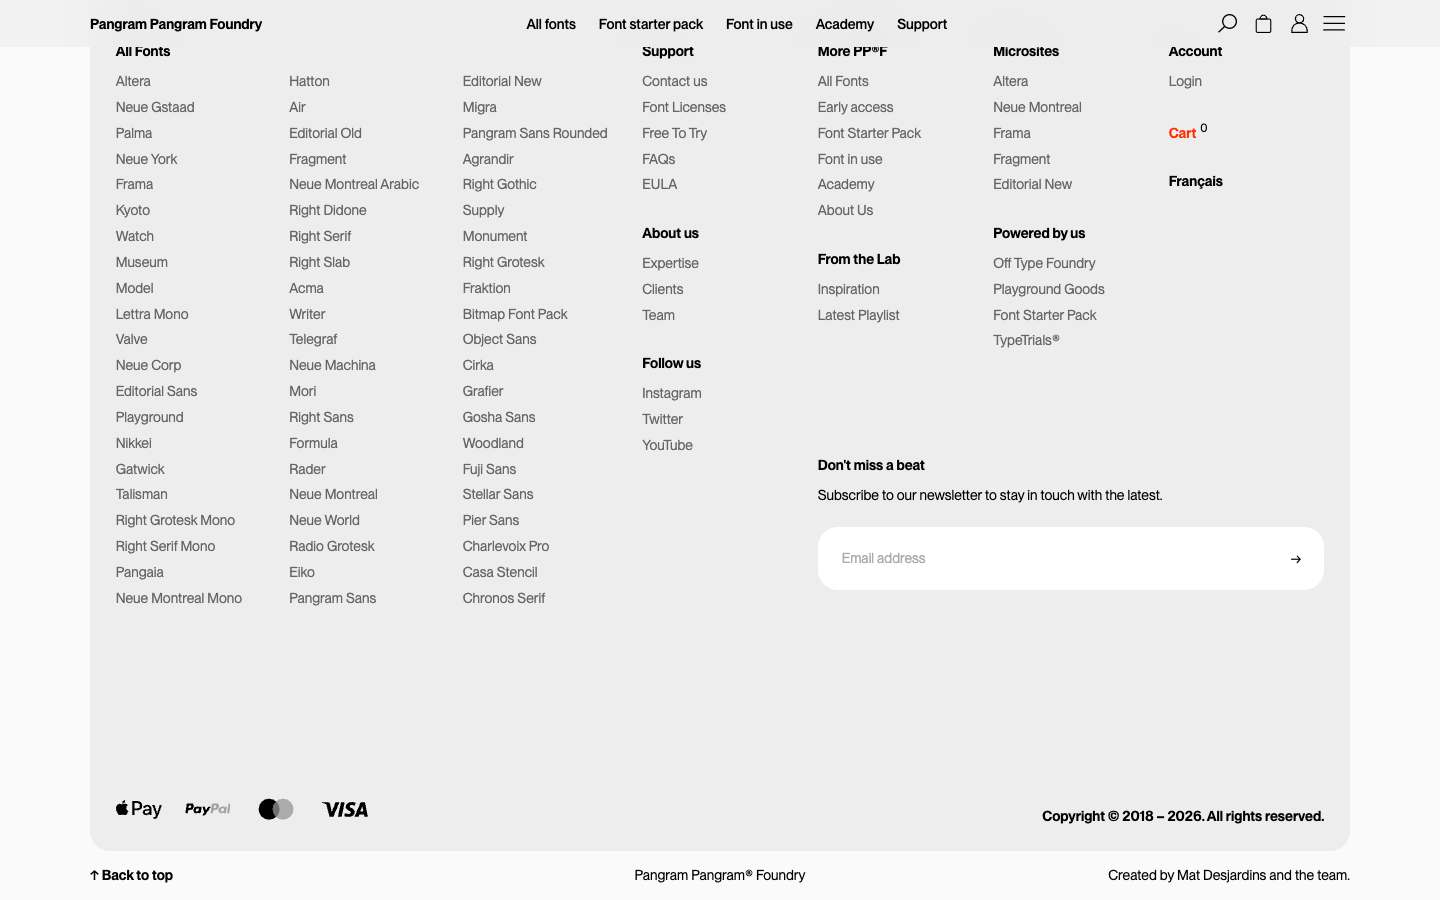 Pangram Pangram Foundry
All fonts
Font starter pack
Font in use
Academy
Support
All Fonts
Altera
Neue Gstaad
Palma
Neue York
Frama
Kyoto
Watch
Museum
Model
Lettra Mono
Valve
Neue Corp
Editorial Sans
Playground
Nikkei
Gatwick
Talisman
Right Grotesk Mono
Right Serif Mono
Pangaia
Neue Montreal Mono
Hatton
Air
Editorial Old
Fragment
Neue Montreal Arabic
Right Didone
Right Serif
Right Slab
Acma
Writer
Telegraf
Neue Machina
Mori
Right Sans
Formula
Rader
Neue Montreal
Neue World
Radio Grotesk
Eiko
Pangram Sans
Editorial New
Migra
Pangram Sans Rounded
Agrandir
Right Gothic
Supply
Monument
Right Grotesk
Fraktion
Bitmap Font Pack
Object Sans
Cirka
Grafier
Gosha Sans
Woodland
Fuji Sans
Stellar Sans
Pier Sans
Charlevoix Pro
Casa Stencil
Chronos Serif
Support
Contact us
Font Licenses
Free To Try
FAQs
EULA
About us
Expertise
Clients
Team
Follow us
Instagram
Twitter
YouTube
More PP®F
All Fonts
Early access
Font Starter Pack
Font in use
Academy
About Us
From the Lab
Inspiration
Latest Playlist
Microsites
Altera
Neue Montreal
Frama
Fragment
Editorial New
Powered by us
Off Type Foundry
Playground Goods
Font Starter Pack
TypeTrials®
Account
Login
Cart 0
Français
Don't miss a beat
Subscribe to our newsletter to stay in touch with the latest.
Email address →
Pay
PayPal
VISA
Copyright © 2018 – 2026. All rights reserved.
↑ Back to top
Pangram Pangram® Foundry
Created by Mat Desjardins and the team.